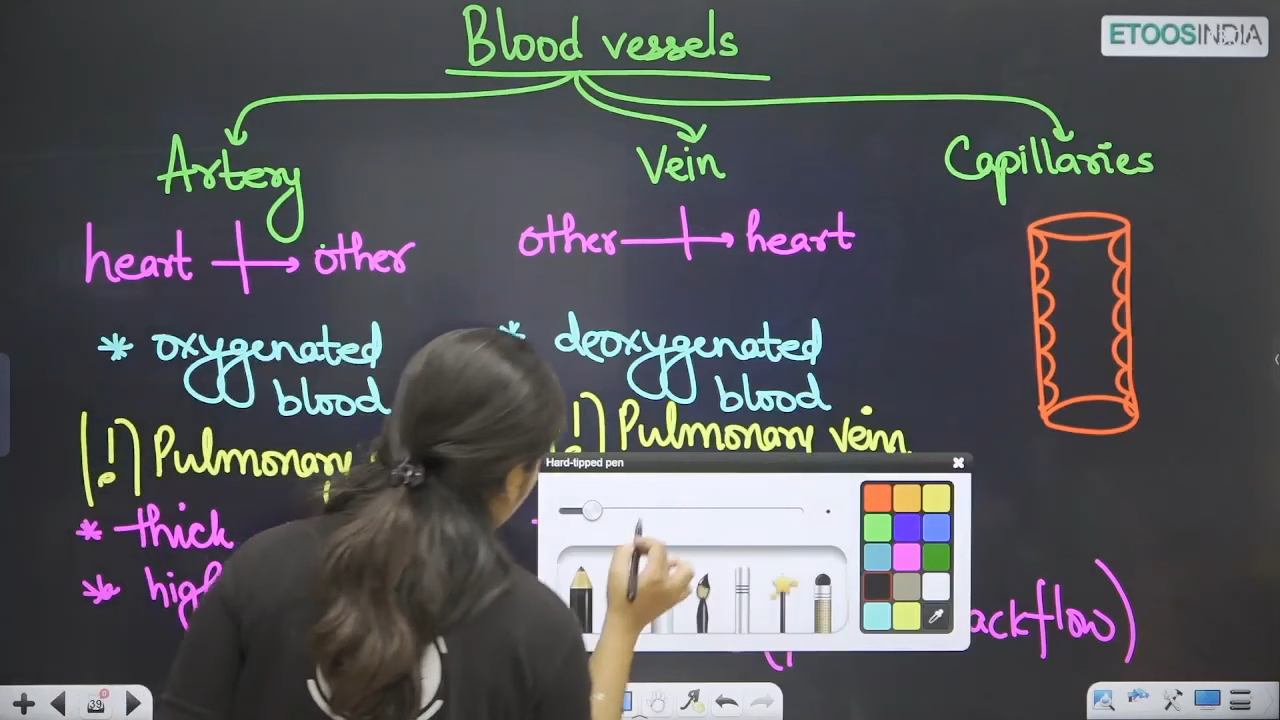 Blood vessels
ETOOSINDIA
Artery
Vein
Capillaries
heart
other
other
heart
* oxygenated
blood
* deoxygenated
blood
(!) Pulmonary
(!) Pulmonary vein
Hard-tipped pen
* thick
* high
ackflow)
39